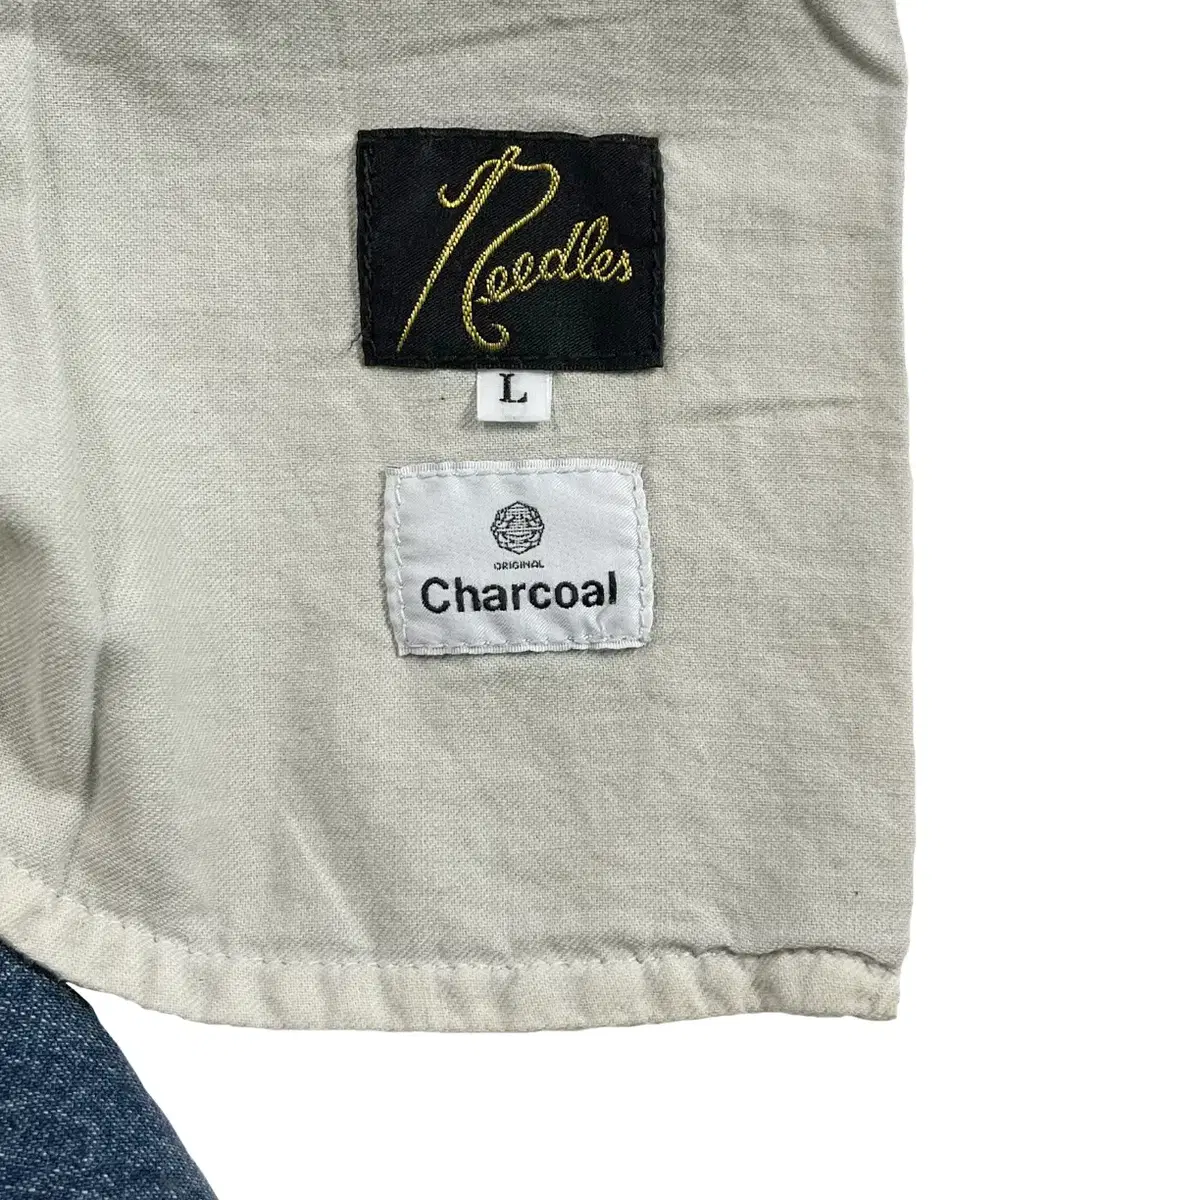 Needles
L
ORIGINAL
Charcoal